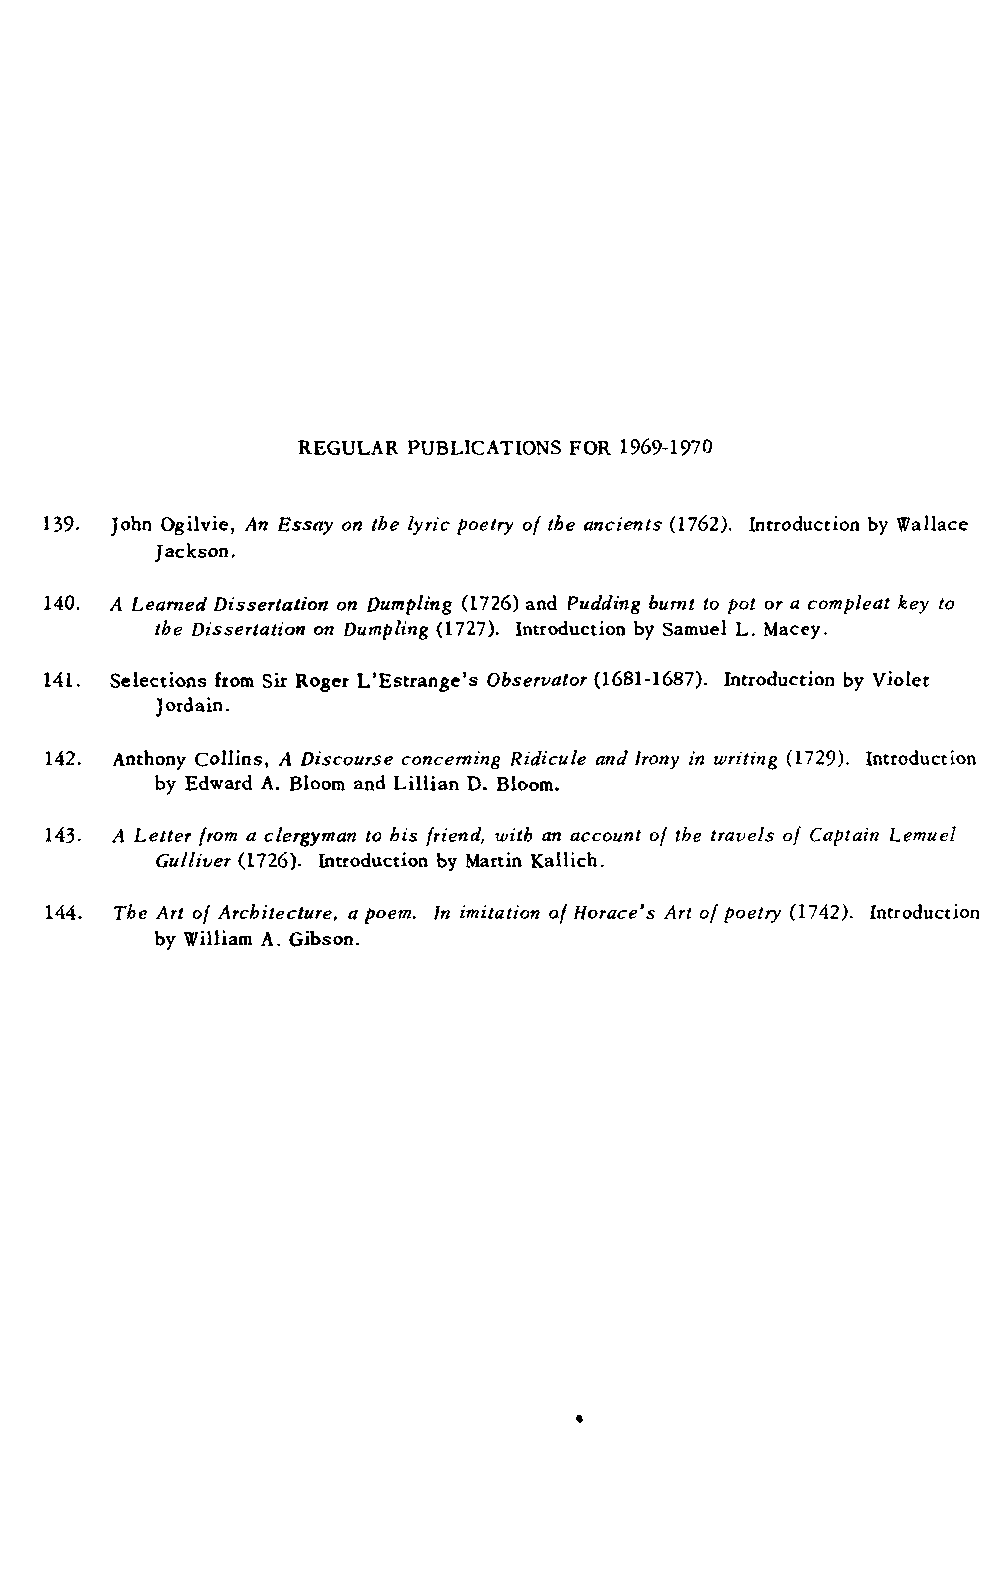 REGULAR PUBLICATIONS FOR 1969-1970
139. John Ogilvie, An Essay on the lyric poetry of the ancients (1762). Introduction by Wallace
Jackson.
140. A Learned Dissertation on Dumpling (1726) and Pudding burnt to pot or a compleat key to
the Dissertation on Dumpling (1727). Introduction by Samuel L. Macey.
141. Selections from Sir Roger L'Estrange's Observator (1681-1687). Introduction by Violet
Jordain.
142. Anthony Collins, A Discourse concerning Ridicule and Irony in writing (1729). Introduction
by Edward A. Bloom and Lillian D. Bloom.
143. A Letter from a clergyman to his friend, with an account of the travels of Captain Lemuel
Gulliver (1726). Introduction by Martin Kallich.
144. The Art of Architecture, a poem. In imitation of Horace's Art of poetry (1742). Introduction
by William A. Gibson.